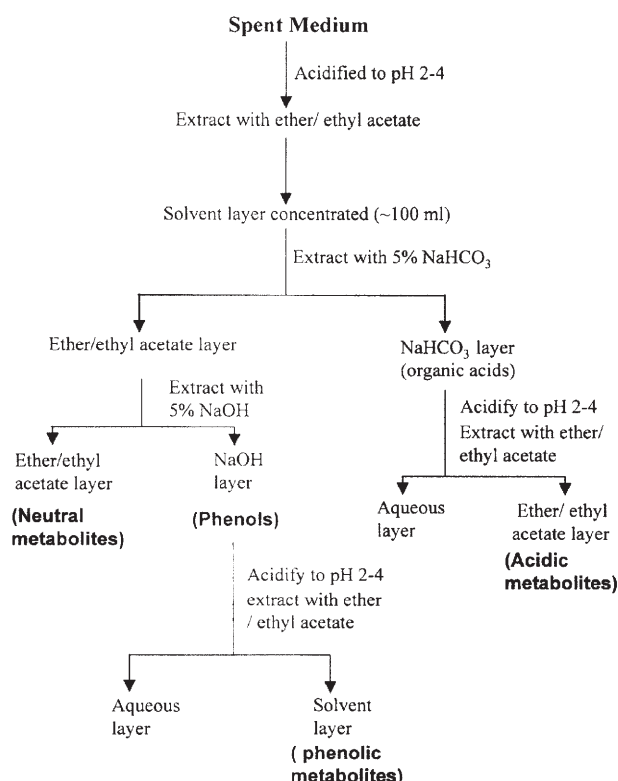 Spent Medium
Acidified to pH 2-4
Extract with ether/ ethyl acetate
Solvent layer concentrated (~100 ml)
Extract with 5% NaHCO₃
Ether/ethyl acetate layer
NaHCO₃ layer
(organic acids)
Extract with
5% NaOH
Acidify to pH 2-4
Extract with ether/
ethyl acetate
Ether/ethyl
acetate layer
(Neutral
metabolites)
NaOH
layer
(Phenols)
Aqueous
layer
Ether/ ethyl
acetate layer
(Acidic
metabolites)
Acidify to pH 2-4
extract with ether
/ ethyl acetate
Aqueous
layer
Solvent
layer
( phenolic
metabolites)